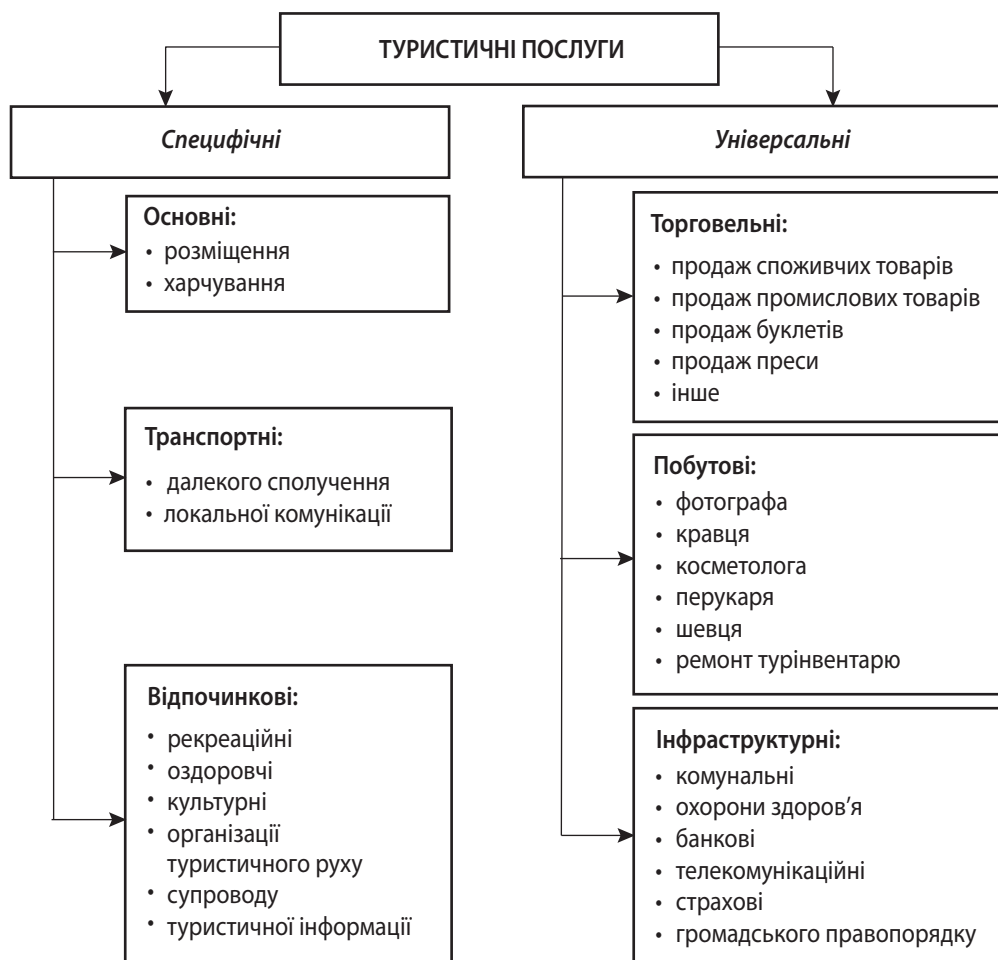 ТУРИСТИЧНІ ПОСЛУГИ
Специфічні
Основні:
• розміщення
• харчування
Транспортні:
• далекого сполучення
• локальної комунікації
Відпочинкові:
• рекреаційні
• оздоровчі
• культурні
• організації
туристичного руху
• супроводу
• туристичної інформації
Універсальні
Торговельні:
• продаж споживчих товарів
• продаж промислових товарів
• продаж буклетів
• продаж преси
• інше
Побутові:
• фотографа
• кравця
• косметолога
• перукаря
• шевця
• ремонт турінвентарю
Інфраструктурні:
• комунальні
• охорони здоров'я
• банкові
• телекомунікаційні
• страхові
• громадського правопорядку